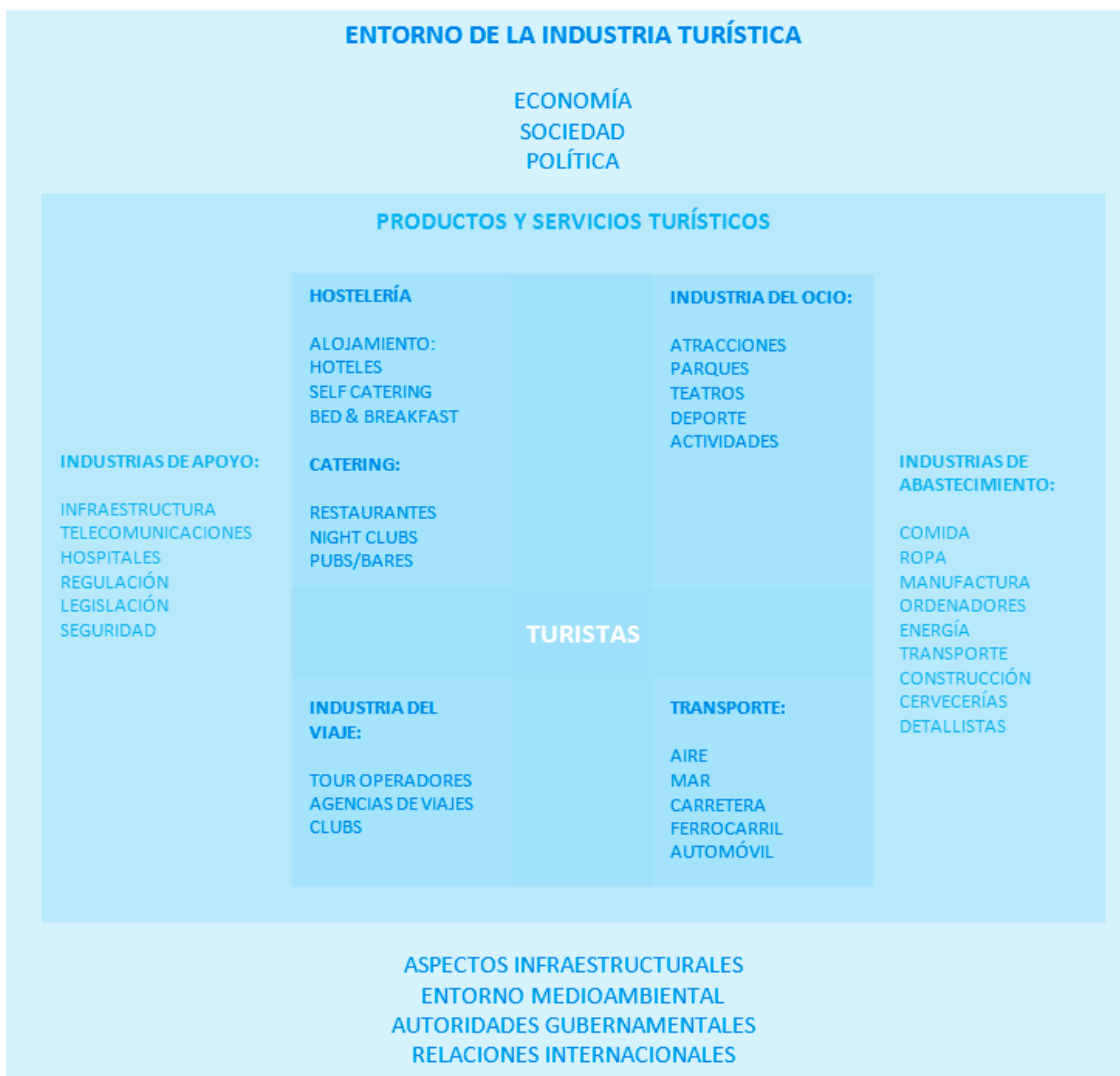 ENTORNO DE LA INDUSTRIA TURÍSTICA
ECONOMÍA
SOCIEDAD
POLÍTICA
PRODUCTOS Y SERVICIOS TURÍSTICOS
INDUSTRIAS DE APOYO:
INFRAESTRUCTURA
TELECOMUNICACIONES
HOSPITALES
REGULACIÓN
LEGISLACIÓN
SEGURIDAD
HOSTELERÍA
ALOJAMIENTO:
HOTELES
SELF CATERING
BED & BREAKFAST
CATERING:
RESTAURANTES
NIGHT CLUBS
PUBS/BARES
INDUSTRIA DEL OCIO:
ATRACCIONES
PARQUES
TEATROS
DEPORTE
ACTIVIDADES
TURISTAS
INDUSTRIA DEL
VIAJE:
TOUR OPERADORES
AGENCIAS DE VIAJES
CLUBS
TRANSPORTE:
AIRE
MAR
CARRETERA
FERROCARRIL
AUTOMÓVIL
INDUSTRIAS DE
ABASTECIMIENTO:
COMIDA
ROPA
MANUFACTURA
ORDENADORES
ENERGÍA
TRANSPORTE
CONSTRUCCIÓN
CERVECERÍAS
DETALLISTAS
ASPECTOS INFRAESTRUCTURALES
ENTORNO MEDIOAMBIENTAL
AUTORIDADES GUBERNAMENTALES
RELACIONES INTERNACIONALES